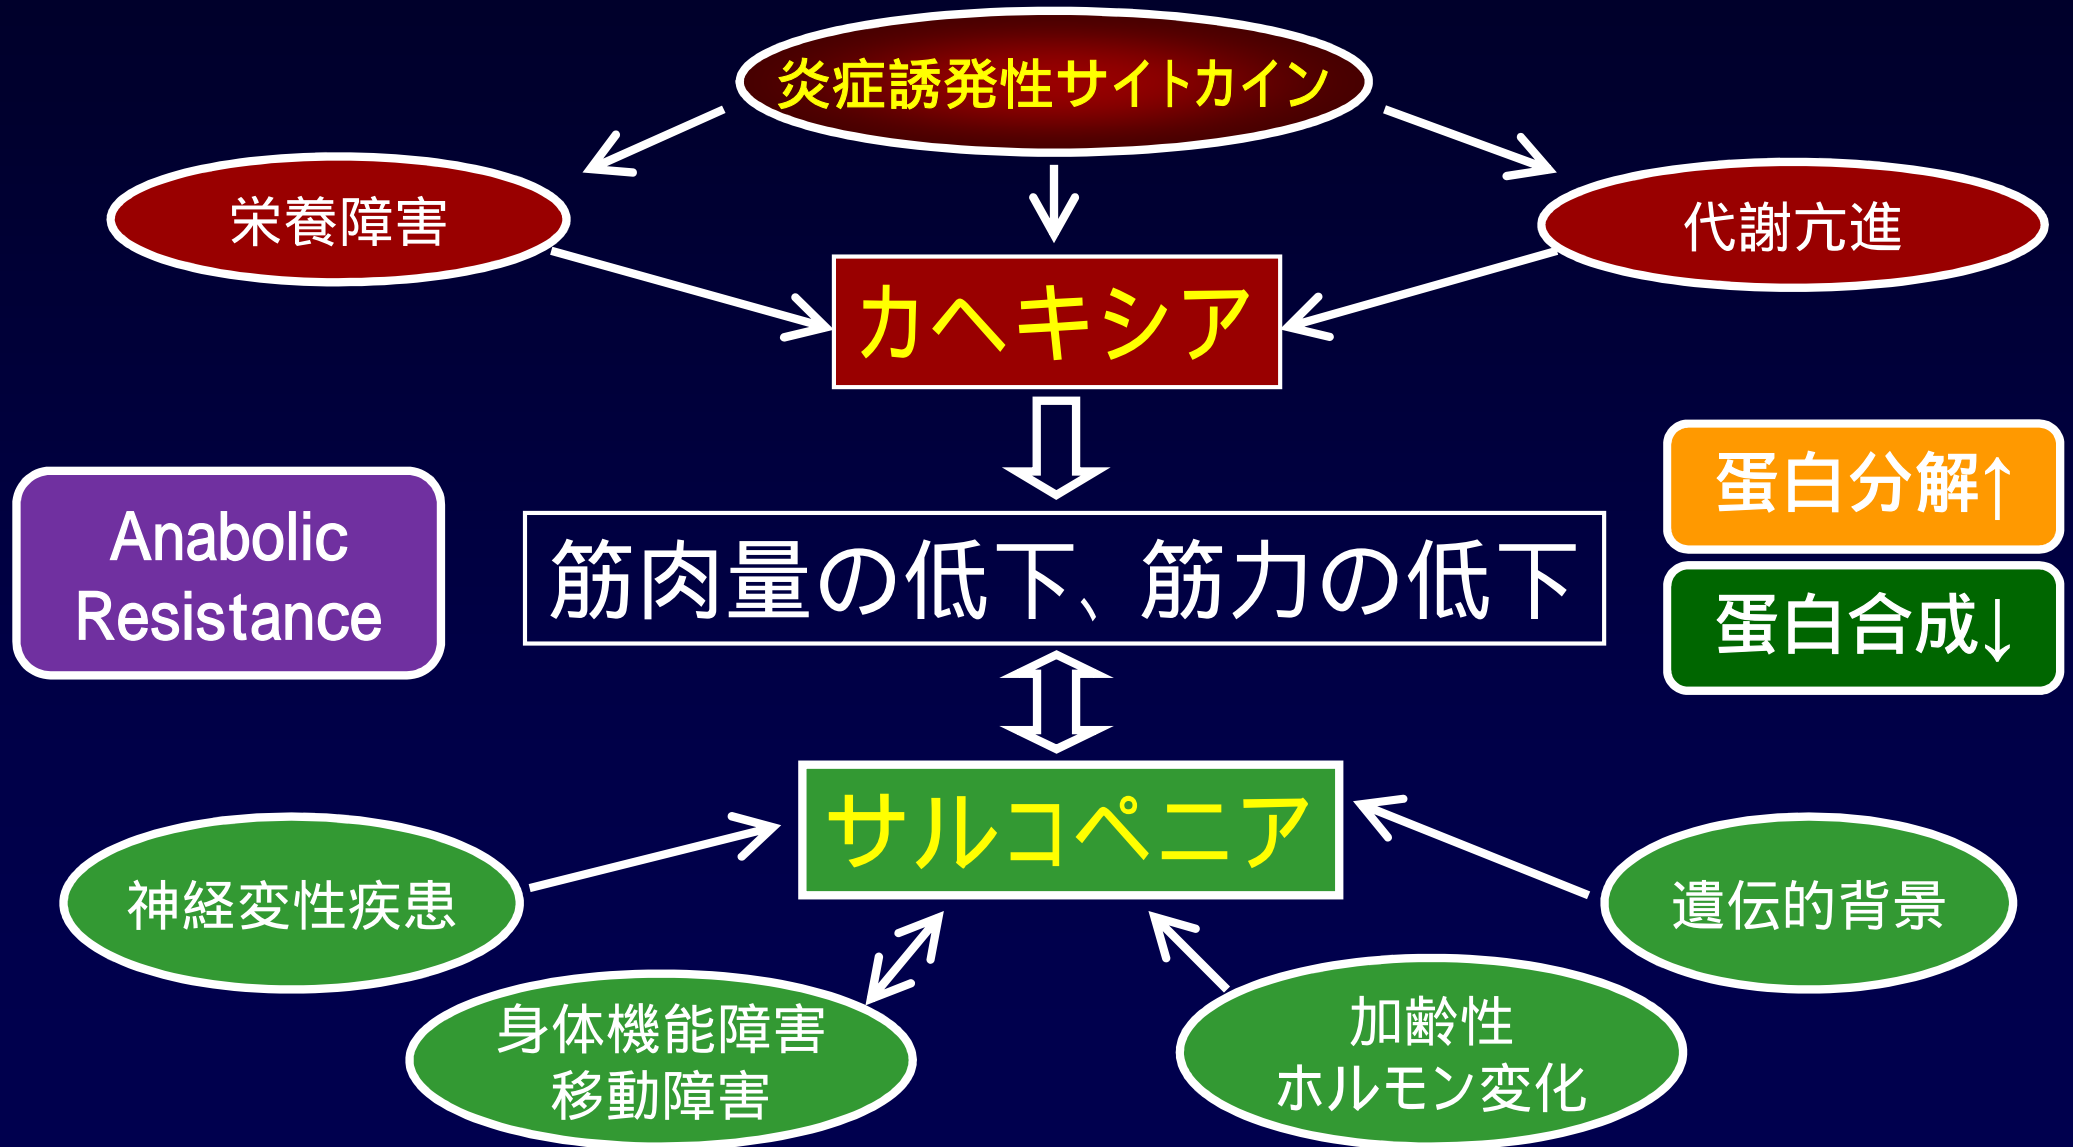 炎症誘発性サイトカイン
栄養障害
代謝亢進
カヘキシア
蛋白分解↑
Anabolic
Resistance
筋肉量の低下、筋力の低下
蛋白合成↓
サルコペニア
神経変性疾患
遺伝的背景
身体機能障害
移動障害
加齢性
ホルモン変化